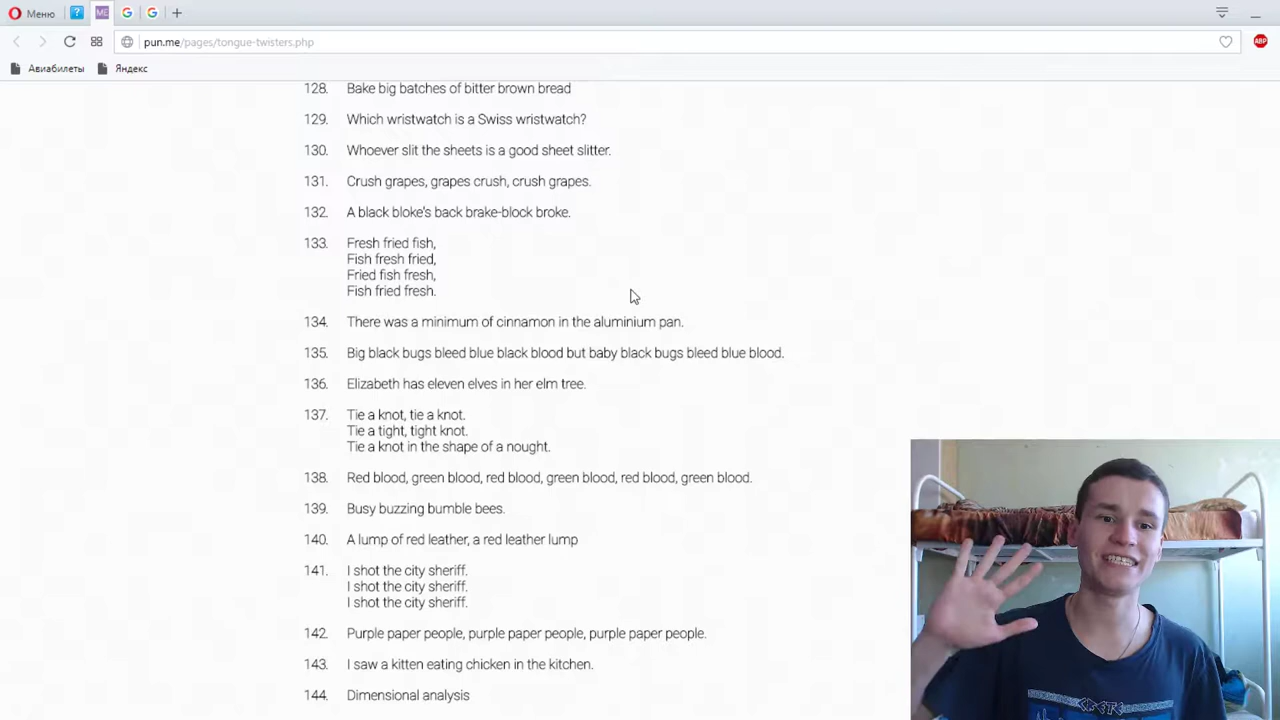 Меню
?
ME
pun.me/pages/tongue-twisters.php
ABP
Авиабилеты
Яндекс
128. Bake big batches of bitter brown bread
129. Which wristwatch is a Swiss wristwatch?
130. Whoever slit the sheets is a good sheet slitter.
131. Crush grapes, grapes crush, crush grapes.
132. A black bloke's back brake-block broke.
133. Fresh fried fish,
Fish fresh fried,
Fried fish fresh,
Fish fried fresh.
134. There was a minimum of cinnamon in the aluminium pan.
135. Big black bugs bleed blue black blood but baby black bugs bleed blue blood.
136. Elizabeth has eleven elves in her elm tree.
137. Tie a knot, tie a knot.
Tie a tight, tight knot.
Tie a knot in the shape of a nought.
138. Red blood, green blood, red blood, green blood, red blood, green blood.
139. Busy buzzing bumble bees.
140. A lump of red leather, a red leather lump
141. I shot the city sheriff.
I shot the city sheriff.
I shot the city sheriff.
142. Purple paper people, purple paper people, purple paper people.
143. I saw a kitten eating chicken in the kitchen.
144. Dimensional analysis